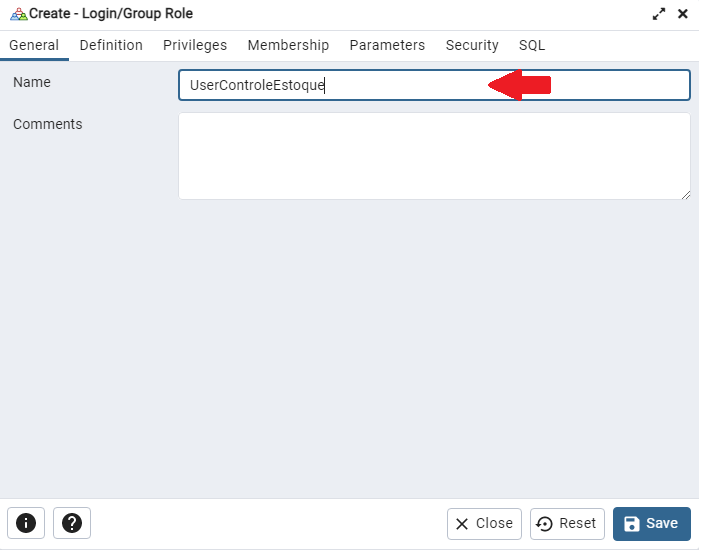 Create - Login/Group Role
General Definition Privileges Membership Parameters Security SQL
Name UserControleEstoque
Comments
Close Reset Save